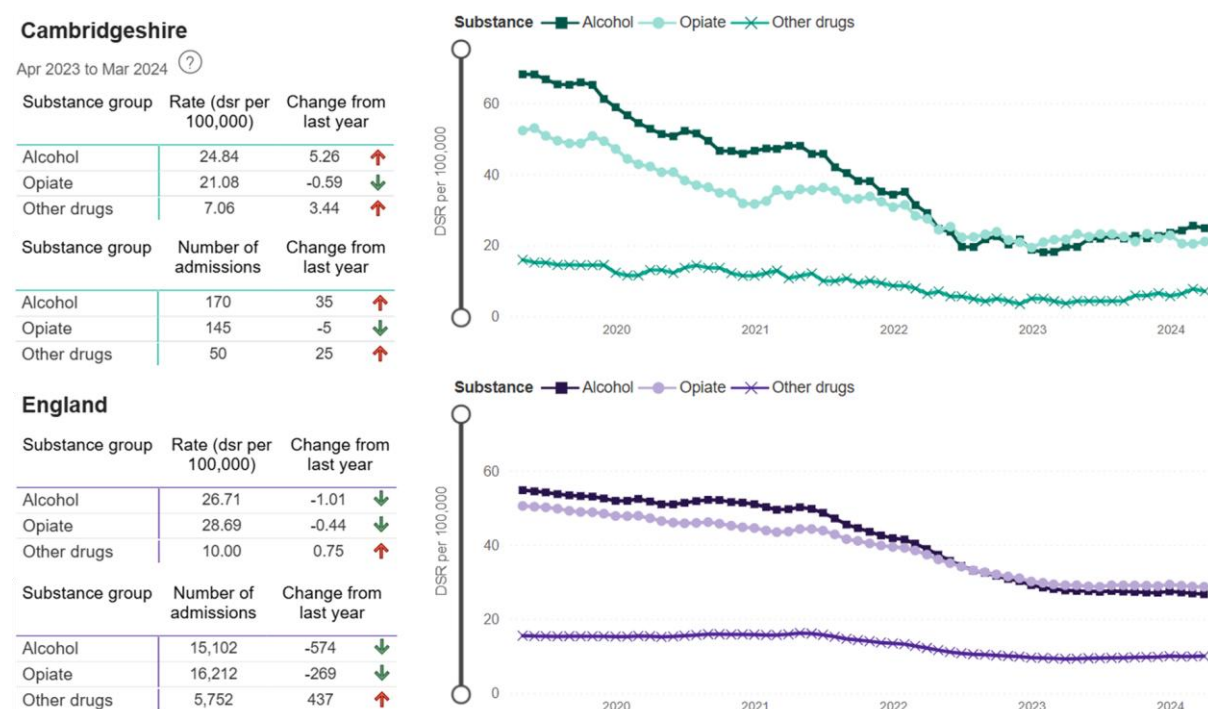 Cambridgeshire
Apr 2023 to Mar 2024 ?
Substance group Rate (dsr per 100,000) Change from last year
Alcohol 24.84 5.26
Opiate 21.08 -0.59
Other drugs 7.06 3.44
Substance group Number of admissions Change from last year
Alcohol 170 35
Opiate 145 -5
Other drugs 50 25
Substance Alcohol Opiate Other drugs
DSR per 100,000
60
40
20
0
2020 2021 2022 2023 2024
England
Substance group Rate (dsr per 100,000) Change from last year
Alcohol 26.71 -1.01
Opiate 28.69 -0.44
Other drugs 10.00 0.75
Substance group Number of admissions Change from last year
Alcohol 15,102 -574
Opiate 16,212 -269
Other drugs 5,752 437
Substance Alcohol Opiate Other drugs
DSR per 100,000
60
40
20
0
2020 2021 2022 2023 2024